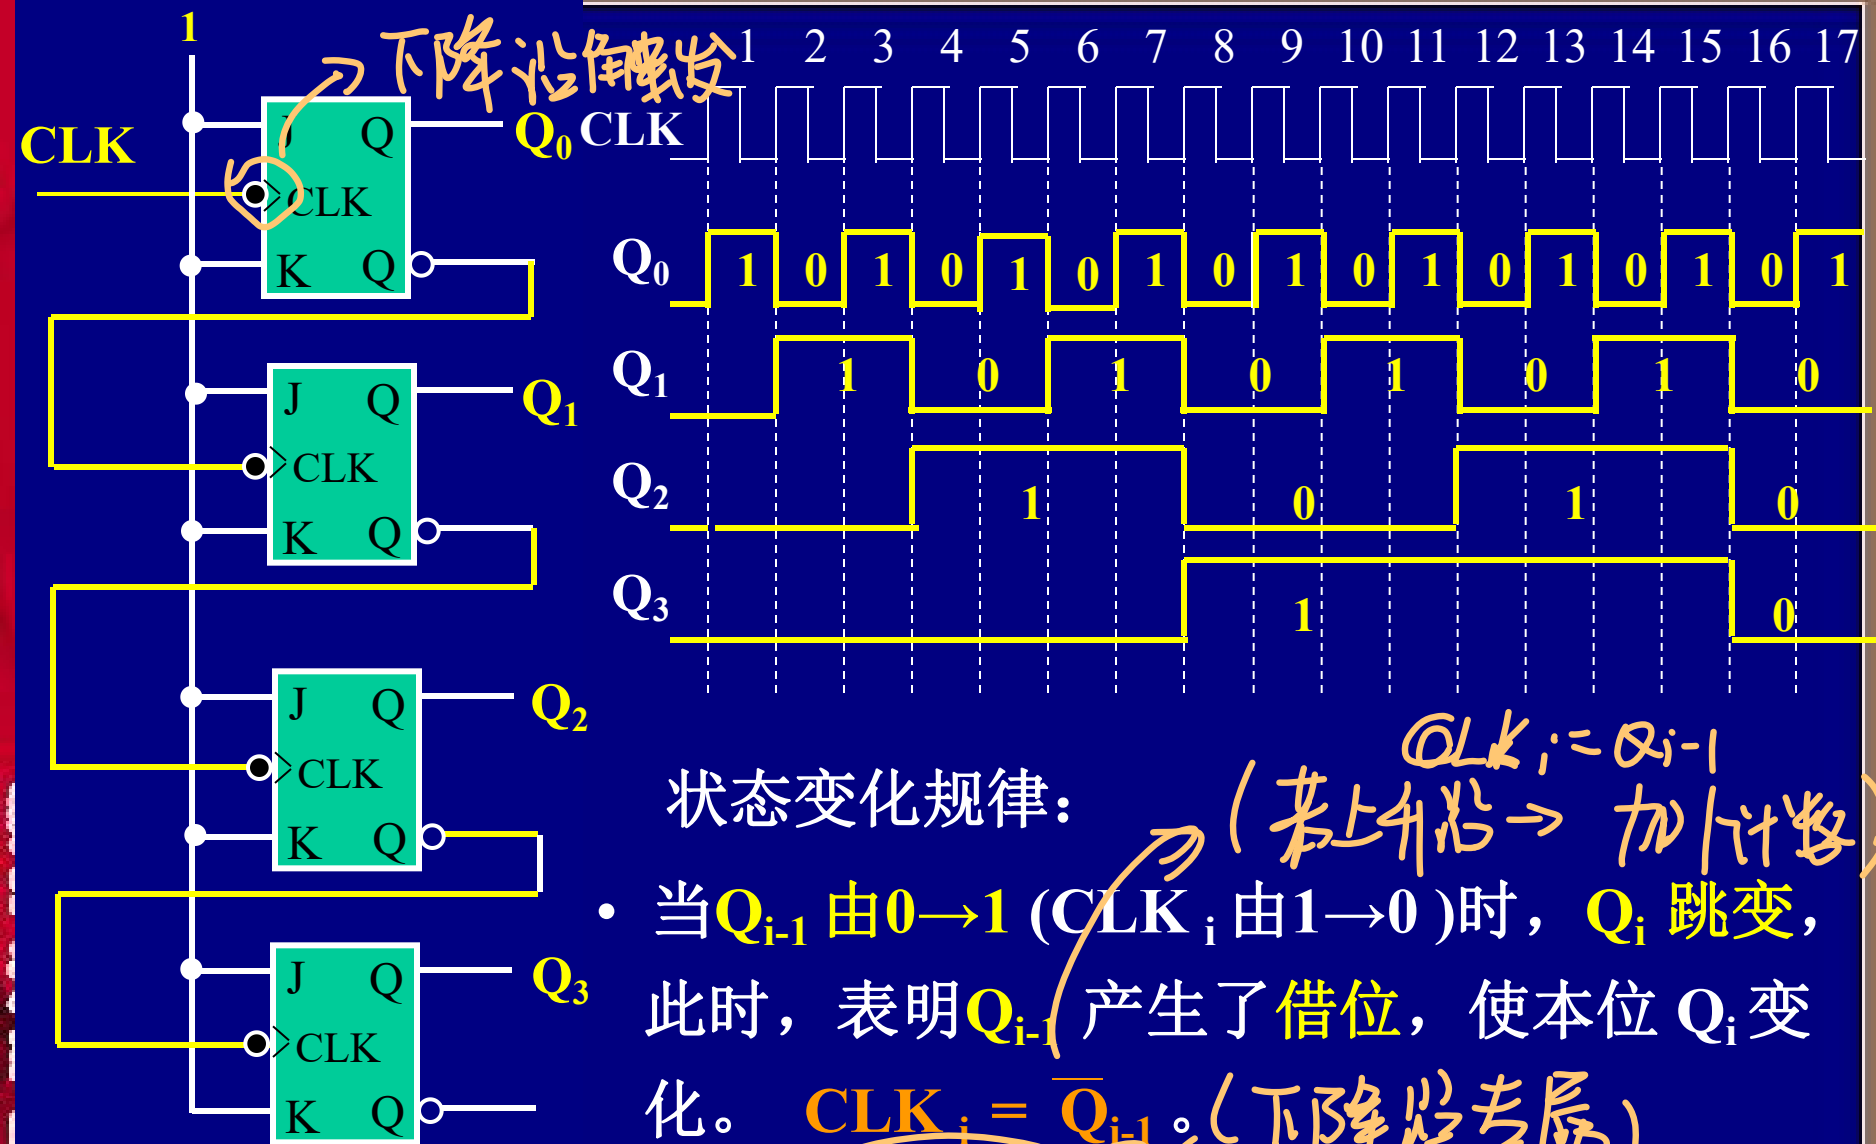 1
下降沿触发
CLK
J Q Q0
CLK
K Q
J Q Q1
CLK
K Q
J Q Q2
CLK
K Q
J Q Q3
CLK
K Q
1 2 3 4 5 6 7 8 9 10 11 12 13 14 15 16 17
CLK
Q0 1 0 1 0 1 0 1 0 1 0 1 0 1 0 1 0 1
Q1 1 0 1 0 1 0 1 0
Q2 1 0 1 0
Q3 1 0
CLKi = Qi-1
状态变化规律：
(若上升沿→ 加计数)
• 当Qi-1 由0→1 (CLK i 由1→0 )时，Qi 跳变，
此时，表明Qi-1 产生了借位，使本位 Qi 变
化。 CLK i = Q̅i-1 。(下降沿专属)